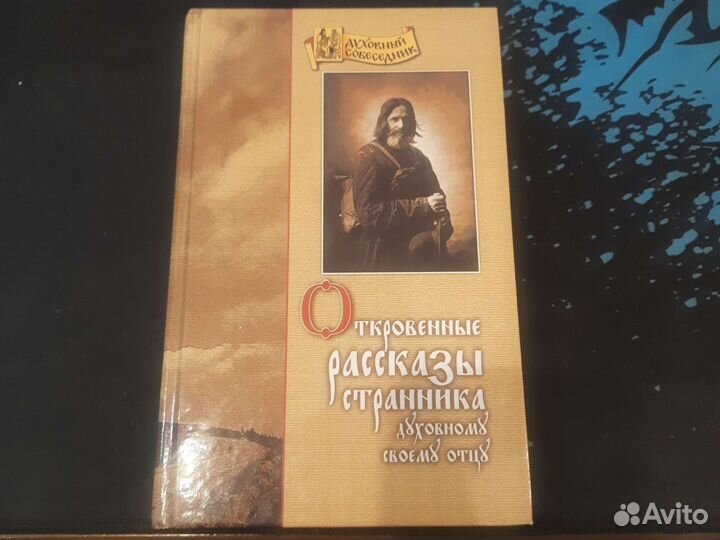 Духовный
Собеседник
Откровенные
рассказы
странника
духовному
своему отцу
Avito